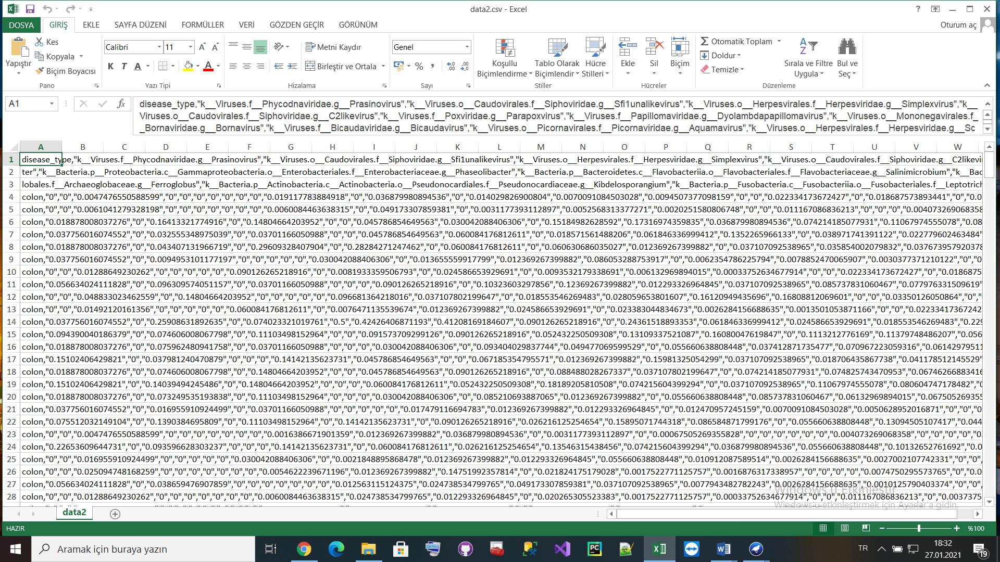 data2.csv - Excel
DOSYA GİRİŞ EKLE SAYFA DÜZENİ FORMÜLLER VERİ GÖZDEN GEÇİR GÖRÜNÜM Oturum aç
Kes
Kopyala
Biçim Boyacısı
Yapıştır
Pano
Calibri 11
K T A
Yazı Tipi
Metni Kaydır
Birleştir ve Ortala
Hizalama
Genel
Sayı
Koşullu Biçimlendirme
Tablo Olarak Biçimlendir
Hücre Stilleri
Stiller
Ekle Sil Biçim
Hücreler
Otomatik Toplam
Doldur
Temizle
Sırala ve Filtre Uygula
Bul ve Seç
Düzenleme
A1
disease_type,"k__Viruses.f__Phycodnaviridae.g__Prasinovirus","k__Viruses.o__Caudovirales.f__Siphoviridae.g__Sfi1unalikevirus","k__Viruses.o__Herpesvirales.f__Herpesviridae.g__Simplexvirus","k__
Viruses.o__Caudovirales.f__Siphoviridae.g__C2likevirus","k__Viruses.f__Poxviridae.g__Parapoxvirus","k__Viruses.f__Papillomaviridae.g__Dyolambdapapillomavirus","k__Viruses.o__Mononegavirales.f_
_Bornaviridae.g__Bornavirus","k__Viruses.f__Bicaudaviridae.g__Bicaudavirus","k__Viruses.o__Picornavirales.f__Picornaviridae.g__Aquamavirus","k__Viruses.o__Herpesvirales.f__Herpesviridae.g__Sc
A B C D E F G H I J K L M N O P Q R S T U V W
1 disease_type,"k__Viruses.f__Phycodnaviridae.g__Prasinovirus","k__Viruses.o__Caudovirales.f__Siphoviridae.g__Sfi1unalikevirus","k__Viruses.o__Herpesvirales.f__Herpesviridae.g__Simplexvirus","k__Viruses.o__Caudovirales.f__Siphoviridae.g__C2likevi
2 ter","k__Bacteria.p__Proteobacteria.c__Gammaproteobacteria.o__Enterobacteriales.f__Enterobacteriaceae.g__Phaseolibacter","k__Bacteria.p__Bacteroidetes.c__Flavobacteriia.o__Flavobacteriales.f__Flavobacteriaceae.g__Salinimicrobium","k__Bac
3 lobales.f__Archaeoglobaceae.g__Ferroglobus","k__Bacteria.p__Actinobacteria.c__Actinobacteria.o__Pseudonocardiales.f__Pseudonocardiaceae.g__Kibdelosporangium","k__Bacteria.p__Fusobacteria.c__Fusobacteriia.o__Fusobacteriales.f__Leptotrich
4 colon,"0","0","0.0047476550588599","0","0","0","0","0","0","0","0.019117783884918","0","0.036879980894536","0","0.014029826900804","0.0070091084503028","0.0094507377098159","0","0","0.022334173672427","0","0.018687573893441","0","0.0
5 colon,"0","0","0.0061041279328198","0","0","0","0","0","0","0","0.0060084463638315","0","0.049173307859381","0","0.0031177393112897","0.0052568313377271","0.0020251580806748","0","0","0.011167086836213","0","0","0","0.004073269068358
6 colon,"0.018878008037276","0","0.16413321774916","0","0.14804664203952","0","0","0.045786854649563","0.030042088406306","0","0.15184982628592","0.17316974359835","0.036879980894536","0.074214185077931","0.11067974555078","0.08
7 colon,"0.037756016074552","0","0.032555348975039","0","0.03701166050988","0","0","0.045786854649563","0.060084176812611","0","0.018571561488206","0.061846336999412","0.1352265966133","0","0.038971741391122","0.022779602463484"
8 colon,"0.018878008037276","0","0.043407131966719","0","0.29609328407904","0","0.28284271247462","0","0.060084176812611","0","0.060630686035027","0.012369267399882","0","0.037107092538965","0.035854002079832","0.037673957920378
9 colon,"0.037756016074552","0","0.0094953101177197","0","0","0","0","0","0.030042088406306","0","0.013655559917799","0.012369267399882","0.086053288753917","0","0.0062354786225794","0.0078852470065907","0.0030377371210122","0","0
10 colon,"0","0","0.01288649230262","0","0","0","0","0","0.090126265218916","0","0.0081933359506793","0","0.024586653929691","0","0.0093532179338691","0.006132969894015","0.00033752634677914","0","0","0.022334173672427","0","0.018675
11 colon,"0.056634024111828","0","0.096309574051157","0","0.03701166050988","0","0","0","0.090126265218916","0","0.10323603297856","0.12369267399882","0.012293326964845","0.037107092538965","0.085737831060467","0.077976331509619"
12 colon,"0","0","0.048833023462559","0","0.14804664203952","0","0","0","0","0","0.096681364218016","0.037107802199647","0","0.018553546269483","0.028059653801607","0.16120949435696","0.16808812069601","0","0","0.03350126050864","0",
13 colon,"0","0","0.01492120161356","0","0","0","0","0","0.060084176812611","0","0.0076471135539674","0.012369267399882","0.024586653929691","0","0.023383044834673","0.0026284156688635","0.0013501053871166","0","0","0.022334173672 42
14 colon,"0.037756016074552","0","0.25908631892635","0","0.074023321019761","0.5","0.42426406871193","0.41208169184607","0.090126265218916","0","0.24361518893353","0.061846336999412","0.024586653929691","0.018553546269483","0.229
15 colon,"0.094390040186379","0","0.074606008067798","0","0.11103498152964","0","0","0.091573709299126","0.090126265218916","0.052432250509308","0.13109337521087","0.16080047619847","0","0.1113212776169","0.11379748486207","0.056
16 colon,"0.018878008037276","0","0.075962480941758","0","0.03701166050988","0","0","0","0.030042088406306","0","0.093404029837744","0.049477069599529","0","0.055660638808448","0.037412871735477","0.070967223059316","0.0614297951 1
17 colon,"0.15102406429821","0","0.037981240470879","0","0","0","0.14142135623731","0.045786854649563","0","0","0.067185354795571","0.012369267399882","0.15981325054299","0.037107092538965","0.018706435867738","0.041178512145529"
18 colon,"0.018878008037276","0","0.074606008067798","0","0.14804664203952","0","0","0.045786854649563","0.090126265218916","0","0.088488028267337","0.037107802199647","0","0.074214185077931","0.074825743470953","0.06746266883416
19 colon,"0.15102406429821","0","0.14039494245486","0","0.14804664203952","0","0","0","0.060084176812611","0.052432250509308","0.18189205810508","0.074215604399294","0","0.037107092538965","0.11067974555078","0.080604747178482","0
20 colon,"0.018878008037276","0","0.073249535193838","0","0.11103498152964","0","0","0","0.030042088406306","0","0.085210693887065","0.012369267399882","0","0.055660638808448","0.085737831060467","0.06132969894015","0.067505269355
21 colon,"0.037756016074552","0","0.016955910924499","0","0.03701166050988","0","0","0","0","0","0.017479116694783","0.012369267399882","0.012293326964845","0","0.012470957245159","0.0070091084503028","0.0050628952016871","0","0","0
22 colon,"0.075512032149104","0","0.1390384695809","0","0.11103498152964","0","0.14142135623731","0","0.090126265218916","0.026216125254654","0.15895071744318","0.086584871799176","0","0.055660638808448","0.13094505107417","0.044
23 colon,"0","0","0.0047476550588599","0","0","0","0","0","0","0","0.0016386671901359","0.012369267399882","0.036879980894536","0","0.0031177393112897","0","0.00067505269355828","0","0","0","0","0","0","0.004073269068358","0","0","0","0",
24 colon,"0.22653609644731","0","0.093596628303237","0","0","0","0.14142135623731","0","0.060084176812611","0.026216125254654","0.13546315438456","0.074215604399294","0.036879980894536","0.055660638808448","0.10132652761692","0.0
25 colon,"0","0","0.016955910924499","0","0","0","0","0","0.030042088406306","0","0.0021848895868478","0.012369267399882","0.012293326964845","0.055660638808448","0.010912087589514","0.0026284156688635","0.0027002107742331","0","0",
26 colon,"0","0","0.025094748168259","0","0","0","0","0","0","0","0.0054622239671196","0.012369267399882","0.14751992357814","0","0.021824175179028","0.0017522771125757","0.0016876317338957","0","0","0","0","0.0074750295573765","0","0.0
27 colon,"0.056634024111828","0","0.038659476907859","0","0","0","0","0","0","0","0.012563115124375","0.024738534799765","0.049173307859381","0.037107092538965","0.0077943482782243","0.0026284156688635","0.0010125790403374","0","0",
28 colon,"0","0","0.01288649230262","0","0","0","0","0","0.0060084463638315","0.024738534799765","0.012293326964845","0","0.020265305523383","0.0017522771125757","0.00033752634677914","0","0","0.011167086836213","0","0.0037375
Windows'u Etkinleştir
Windows'u etkinleştirmek için Ayarlar'a gidin.
data2
HAZIR %100
Aramak için buraya yazın
TR 18:32
27.01.2021
19